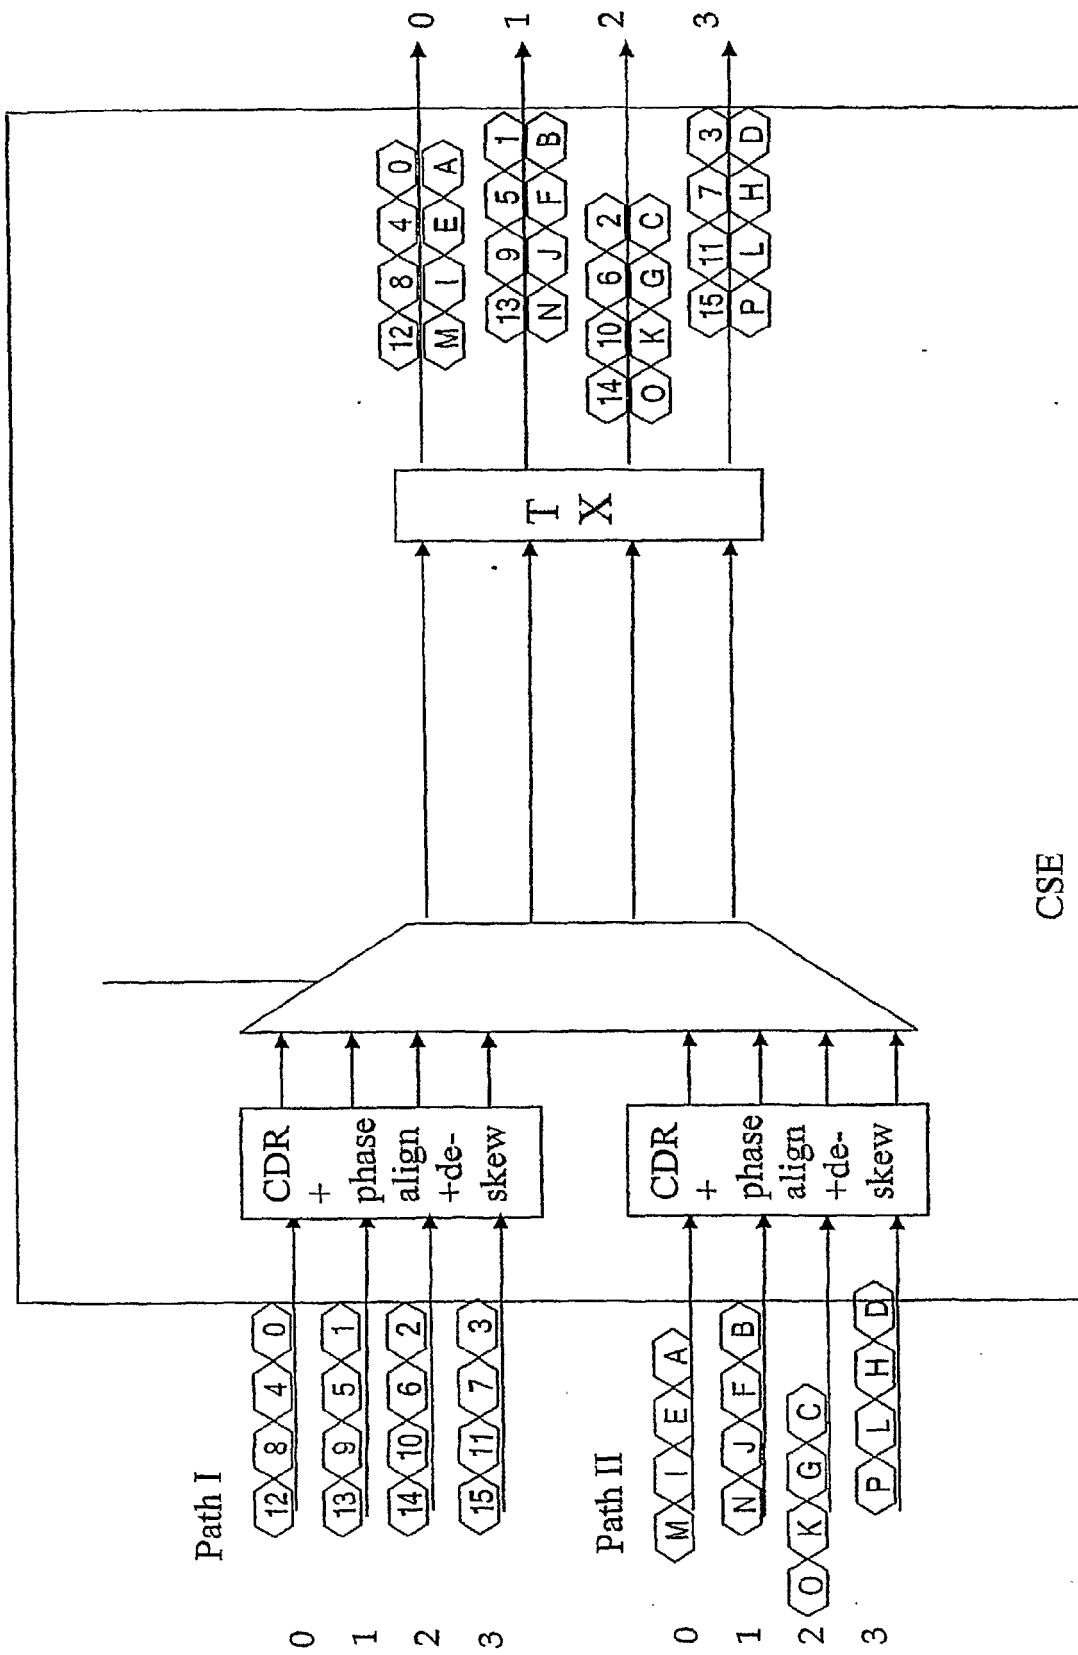 Path I
0
12 8 4 0
1
13 9 5 1
2
14 10 6 2
3
15 11 7 3
CDR
+
phase
align
+de-
skew
Path II
0
M I E A
1
N J F B
2
O K G C
3
P L H D
CDR
+
phase
align
+de-
skew
T
X
12 8 4 0
M I E A
0
13 9 5 1
N J F B
1
14 10 6 2
O K G C
2
15 11 7 3
P L H D
3
CSE